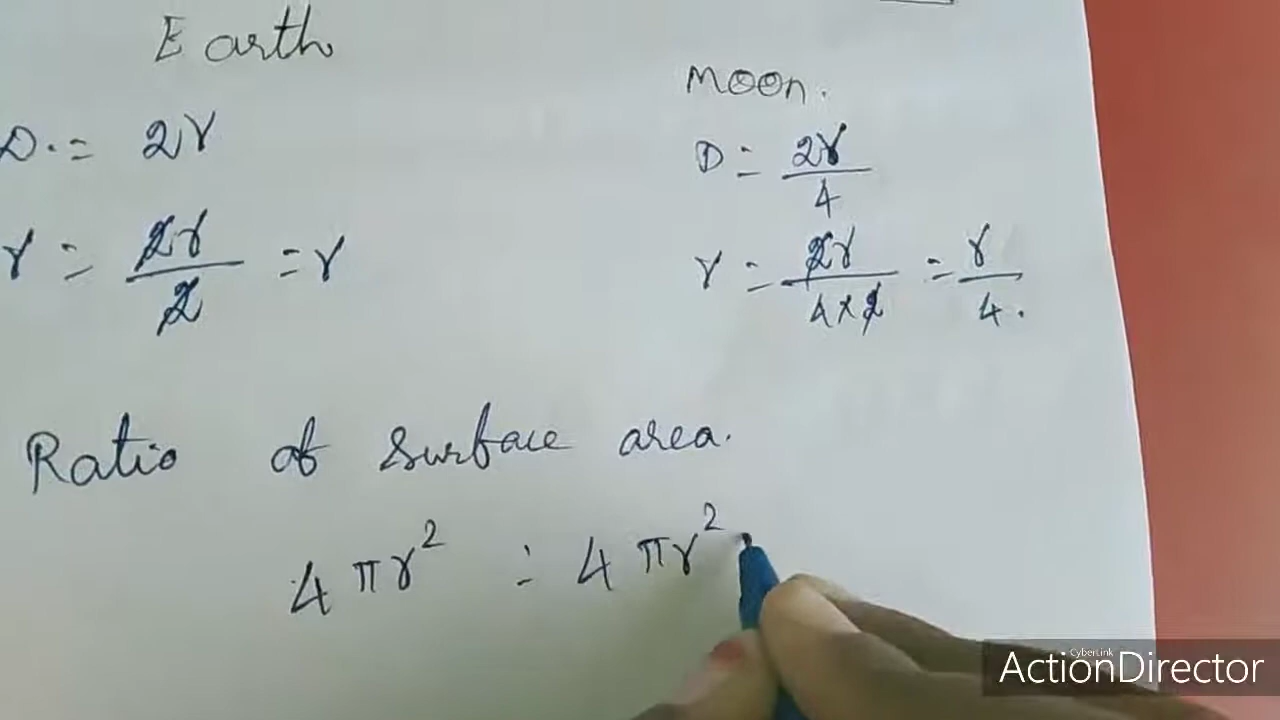 Earth
D. = 2r
r = 2r/2 = r
Moon.
D = 2r/4
r = 2r/4×2 = r/4.
Ratio of surface area.
4πr² : 4πr²
CyberLink
ActionDirector